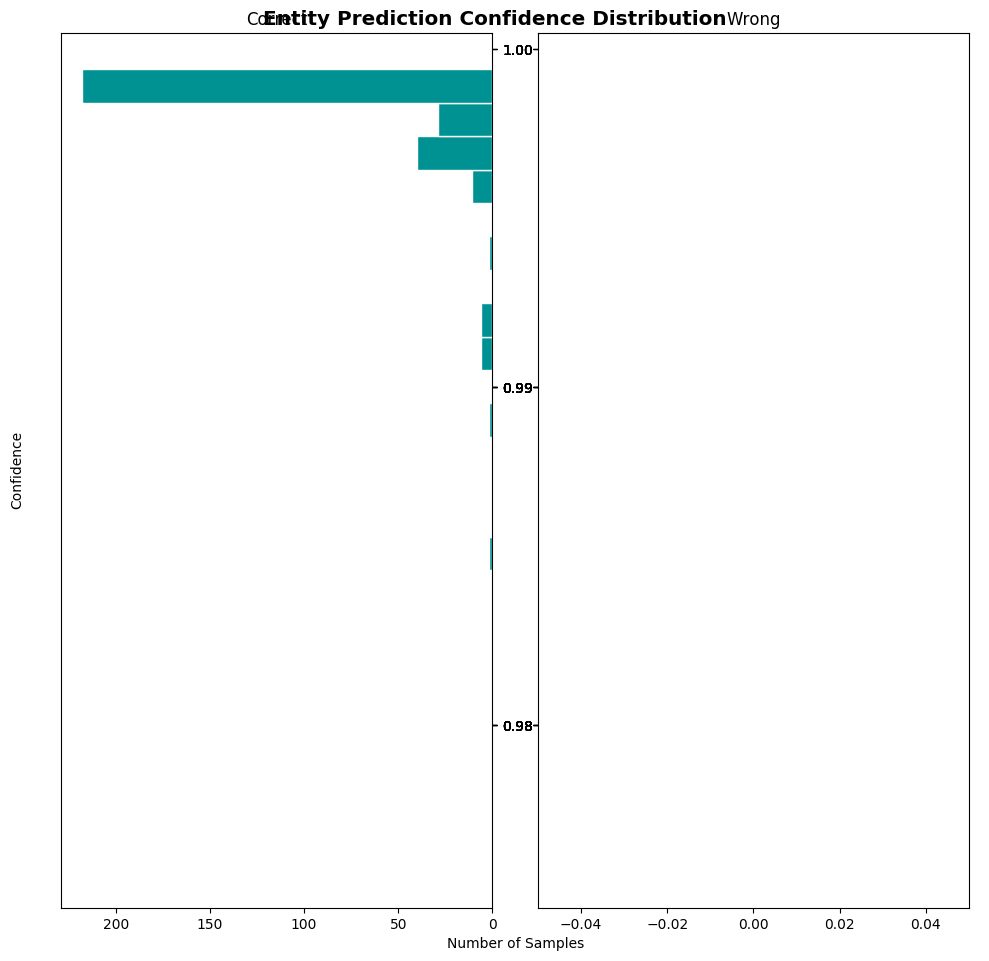 Entity Prediction Confidence Distribution
Wrong
1.00
0.99
0.98
Confidence
200 150 100 50 0
−0.04 −0.02 0.00 0.02 0.04
Number of Samples